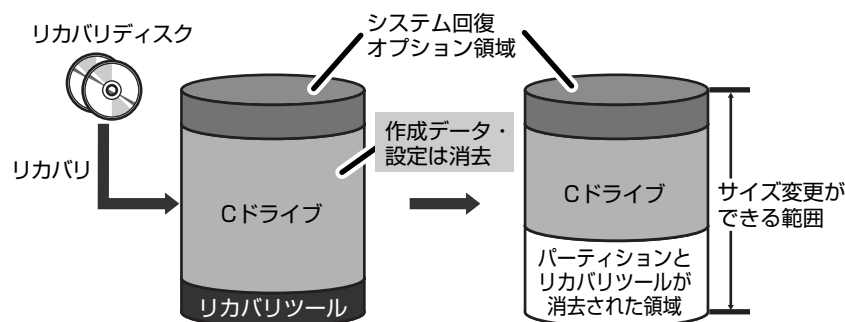 リカバリディスク
システム回復
オプション領域
作成データ・
設定は消去
リカバリ
Cドライブ
リカバリツール
Cドライブ
サイズ変更が
できる範囲
パーティションと
リカバリツールが
消去された領域